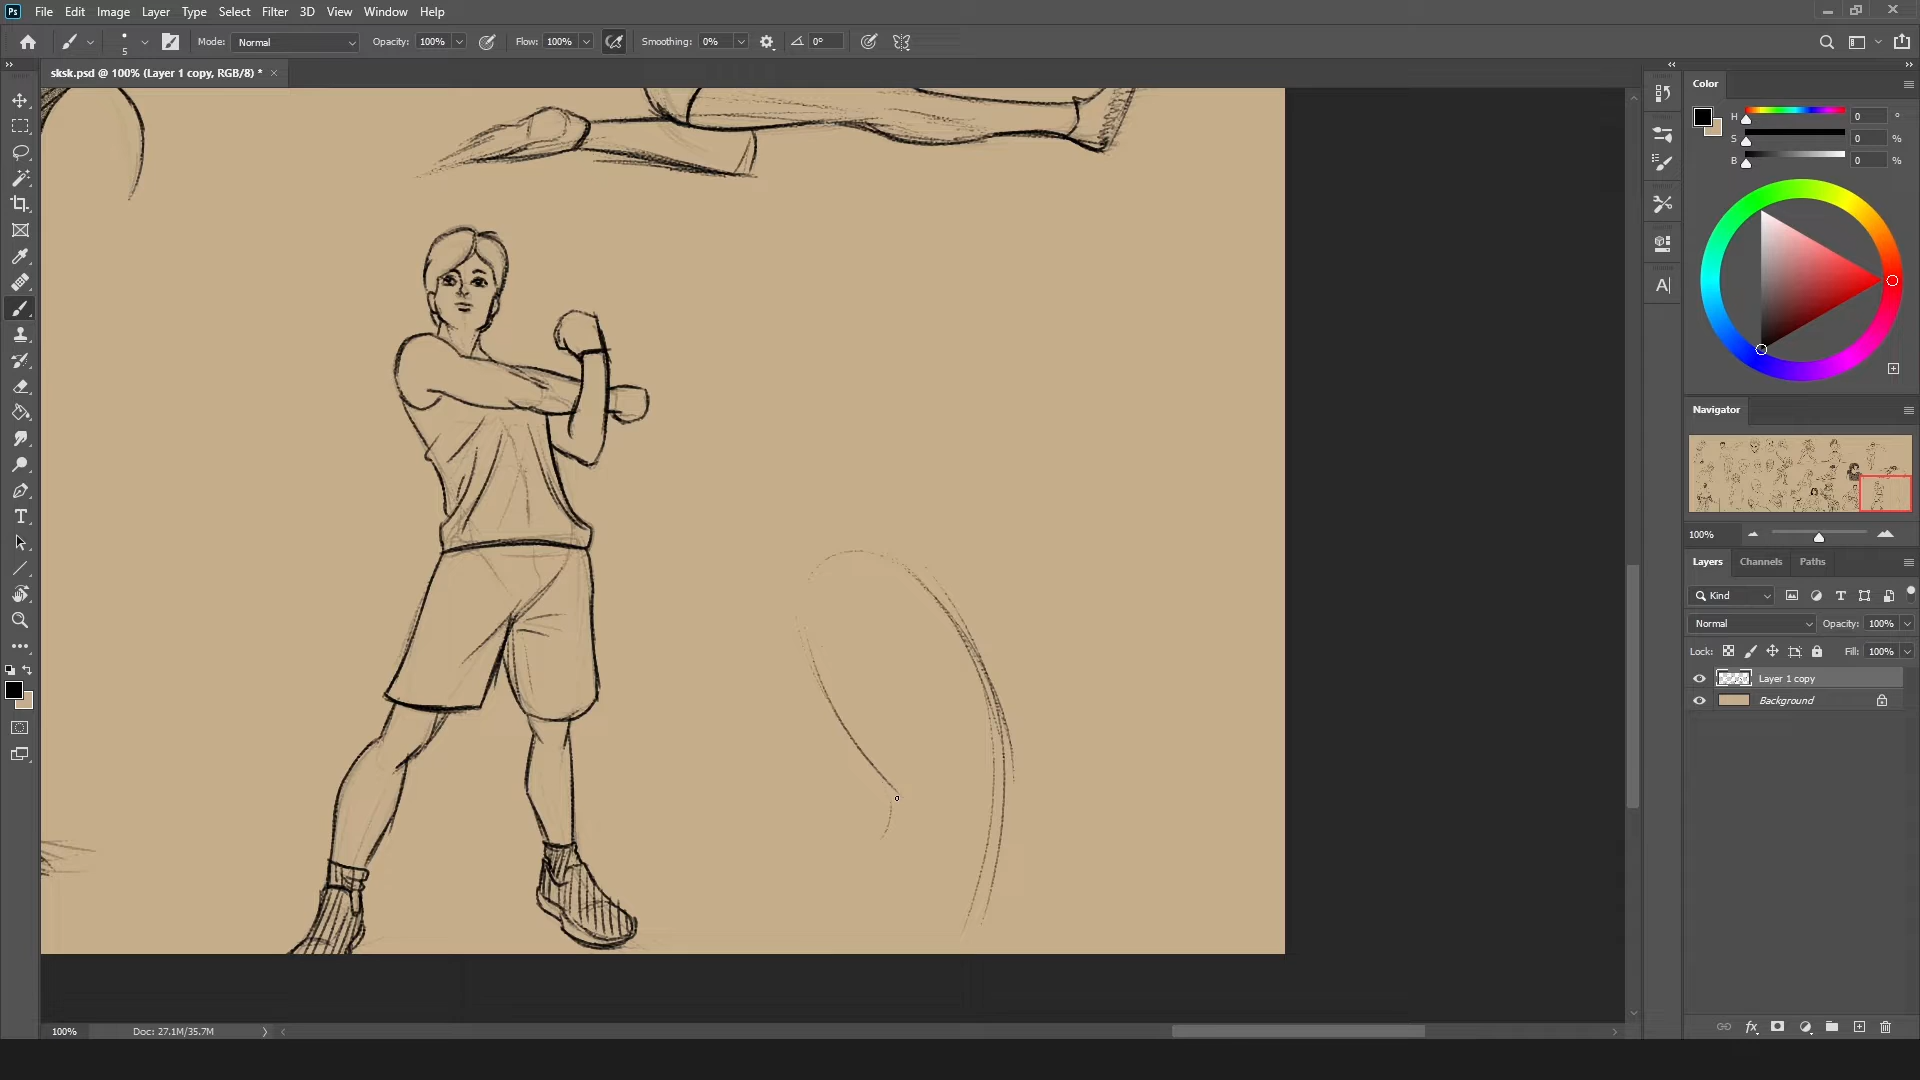 Ps File Edit Image Layer Type Select Filter 3D View Window Help
5 Mode: Normal Opacity: 100% Flow: 100% Smoothing: 0% 0°
sksk.psd @ 100% (Layer 1 copy, RGB/8) *
Color
H 0 °
S 0 %
B 0 %
Navigator
100%
Layers Channels Paths
Kind
Normal Opacity: 100%
Lock: Fill: 100%
Layer 1 copy
Background
100% Doc: 27.1M/35.7M